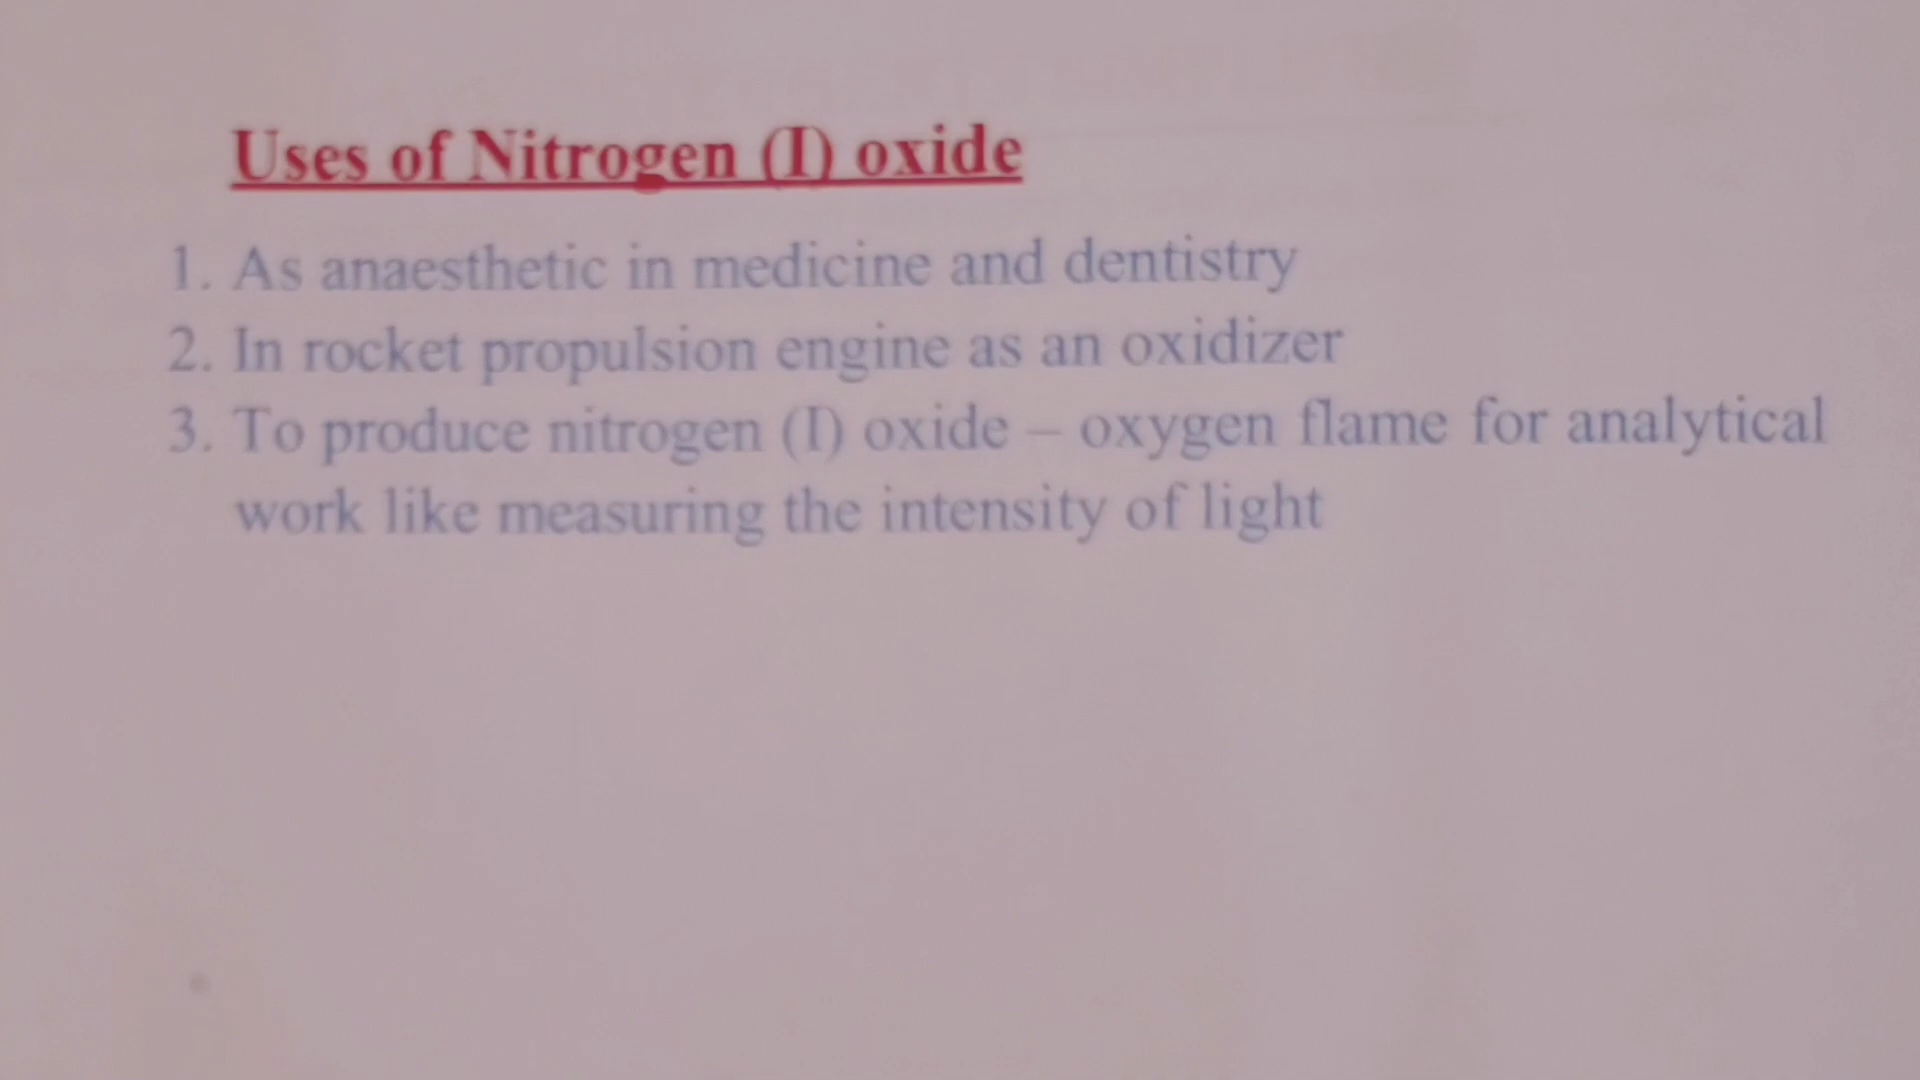 Uses of Nitrogen (I) oxide
1. As anaesthetic in medicine and dentistry
2. In rocket propulsion engine as an oxidizer
3. To produce nitrogen (I) oxide – oxygen flame for analytical
work like measuring the intensity of light